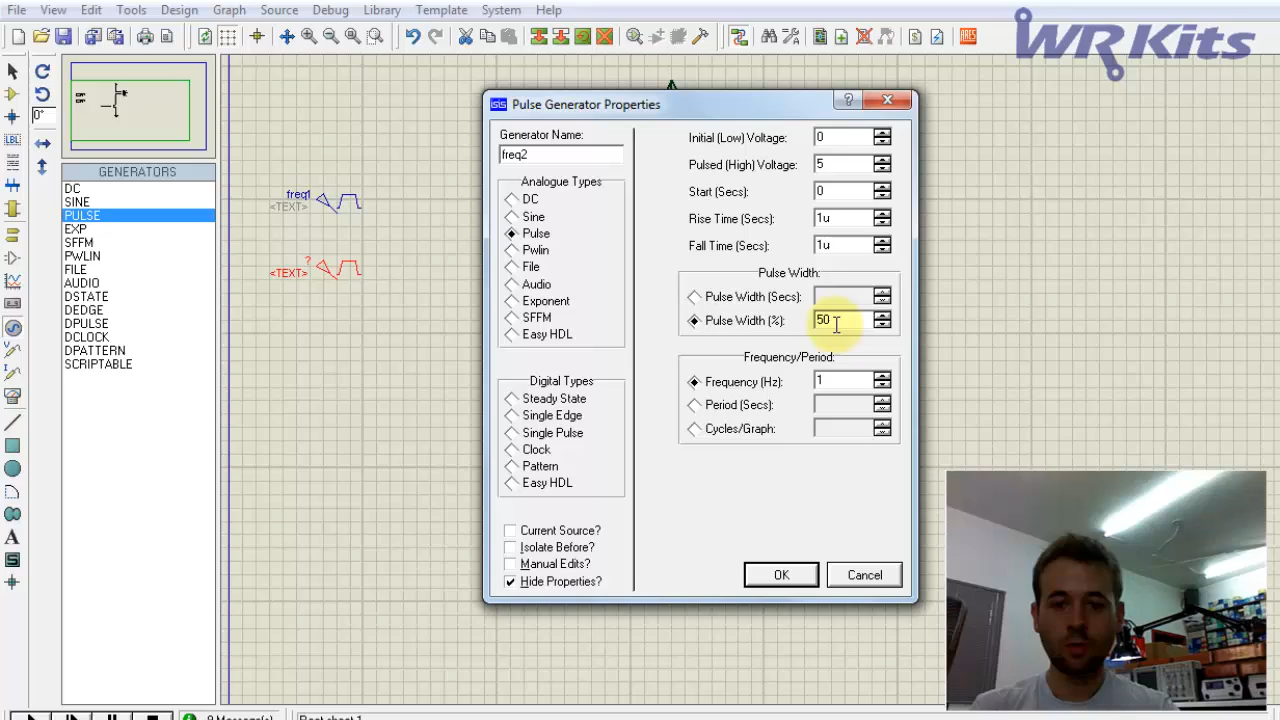 File View Edit Tools Design Graph Source Debug Library Template System Help
ARES
WR Kits
0°
LBL
GENERATORS
DC
SINE
PULSE
EXP
SFFM
PWLIN
FILE
AUDIO
DSTATE
DEDGE
DPULSE
DCLOCK
DPATTERN
SCRIPTABLE
A
freq1
<TEXT>
?
<TEXT>
isis Pulse Generator Properties
Generator Name:
freq2
Analogue Types
DC
Sine
Pulse
Pwlin
File
Audio
Exponent
SFFM
Easy HDL
Digital Types
Steady State
Single Edge
Single Pulse
Clock
Pattern
Easy HDL
Current Source?
Isolate Before?
Manual Edits?
Hide Properties?
Initial (Low) Voltage: 0
Pulsed (High) Voltage: 5
Start (Secs): 0
Rise Time (Secs): 1u
Fall Time (Secs): 1u
Pulse Width:
Pulse Width (Secs):
Pulse Width (%): 50
Frequency/Period:
Frequency (Hz): 1
Period (Secs):
Cycles/Graph:
OK Cancel